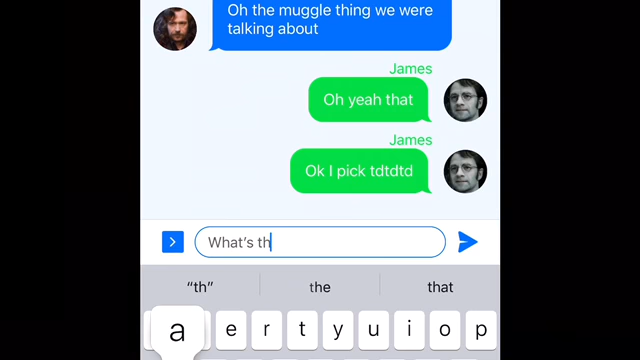 Oh the muggle thing we were
talking about
James
Oh yeah that
James
Ok I pick tdtdtd
What's th
“th” the that
a e r t y u i o p